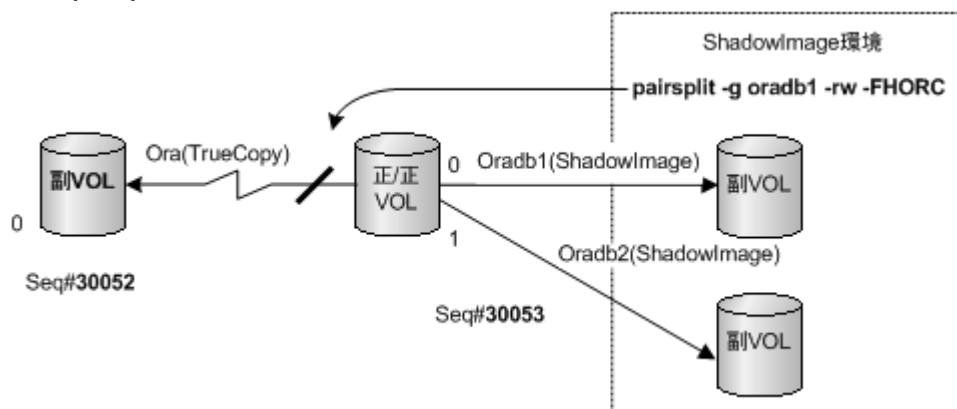 ShadowImage環境
pairsplit -g oradb1 -rw -FHORC
Ora(TrueCopy)
副VOL
0
正/正
VOL
0
1
Oradb1(ShadowImage)
副VOL
Oradb2(ShadowImage)
Seq#30052
Seq#30053
副VOL